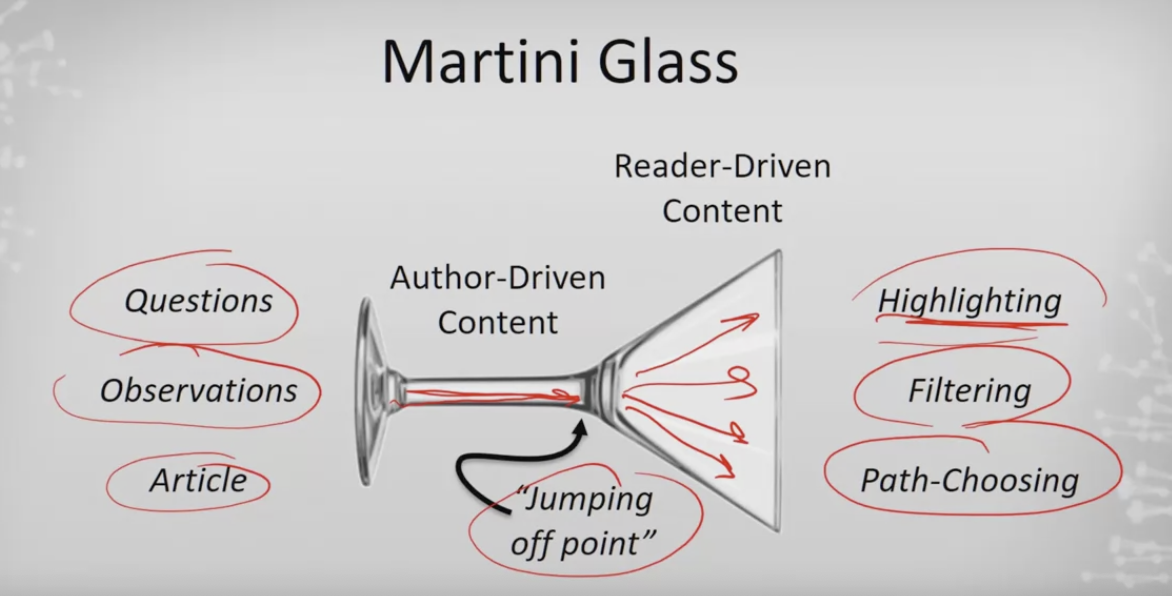 Martini Glass
Reader-Driven
Content
Author-Driven
Content
Questions
Observations
Article
“Jumping
off point”
Highlighting
Filtering
Path-Choosing